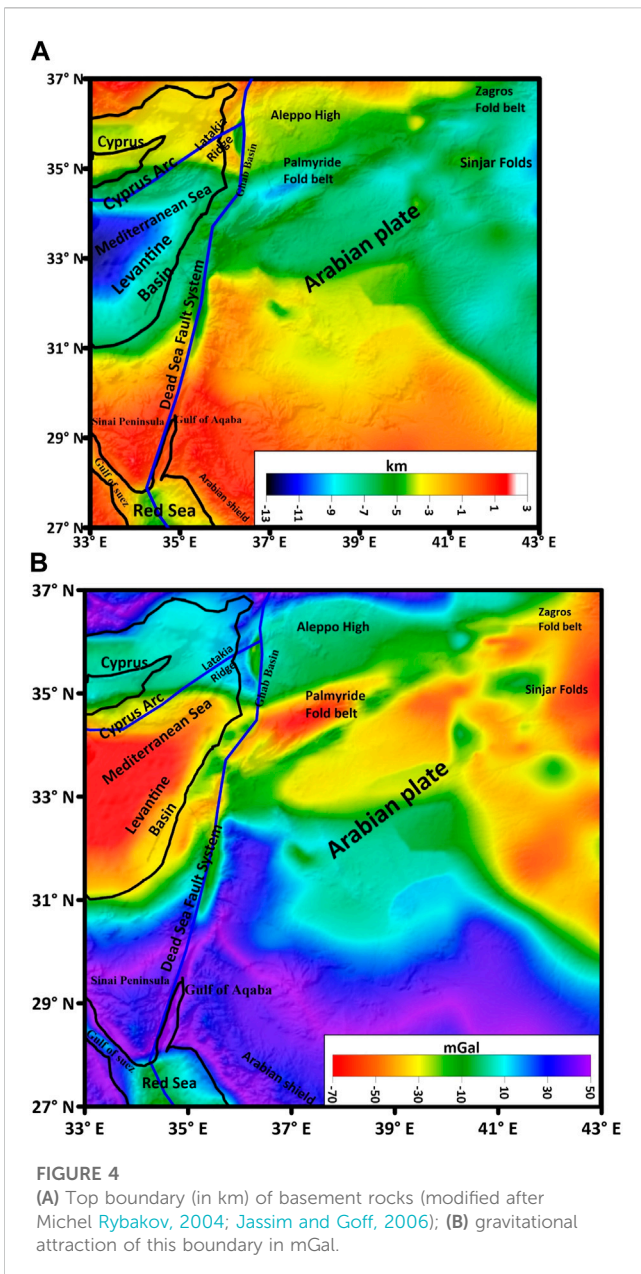 A
37° N
35° N
33° N
31° N
29° N
27° N
33° E
35° E
37° E
39° E
41° E
43° E
Zagros
Fold belt
Aleppo High
Cyprus
Latakia
Ridge
Palmyride
Fold belt
Sinjar Folds
Ghab Basin
Cyprus Arc
Mediterranean Sea
Levantine
Basin
Arabian plate
Dead Sea Fault System
Sinai Peninsula
Gulf of Aqaba
Gulf of suez
Arabian shield
Red Sea
km
-13
-11
-9
-7
-5
-3
-1
1
3
B
37° N
35° N
33° N
31° N
29° N
27° N
33° E
35° E
37° E
39° E
41° E
43° E
Zagros
Fold belt
Aleppo High
Cyprus
Latakia
Ridge
Ghab Basin
Palmyride
Fold belt
Sinjar Folds
Cyprus Arc
Mediterranean Sea
Levantine
Basin
Arabian plate
Dead Sea Fault System
Sinai Peninsula
Gulf of Aqaba
Gulf of suez
Arabian shield
Red Sea
mGal
-70
-50
-30
-10
10
30
50
FIGURE 4
(A) Top boundary (in km) of basement rocks (modified after
Michel Rybakov, 2004; Jassim and Goff, 2006); (B) gravitational
attraction of this boundary in mGal.